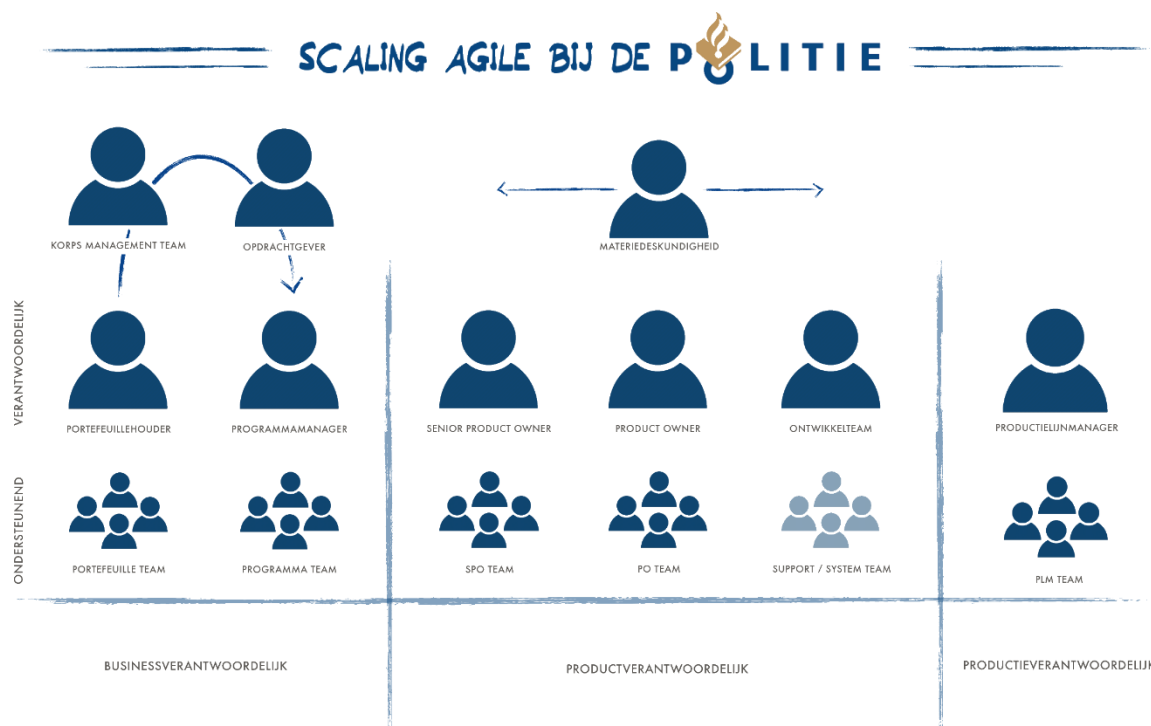 SCALING AGILE BIJ DE POLITIE
KORPS MANAGEMENT TEAM
OPDRACHTGEVER
MATERIEDESKUNDIGHEID
VERANTWOORDELIJK
PORTEFEUILLEHOUDER
PROGRAMMAMANAGER
SENIOR PRODUCT OWNER
PRODUCT OWNER
ONTWIKKELTEAM
PRODUCTIELIJNMANAGER
ONDERSTEUNEND
PORTEFEUILLE TEAM
PROGRAMMA TEAM
SPO TEAM
PO TEAM
SUPPORT / SYSTEM TEAM
PLM TEAM
BUSINESSVERANTWOORDELIJK
PRODUCTVERANTWOORDELIJK
PRODUCTIEVERANTWOORDELIJK